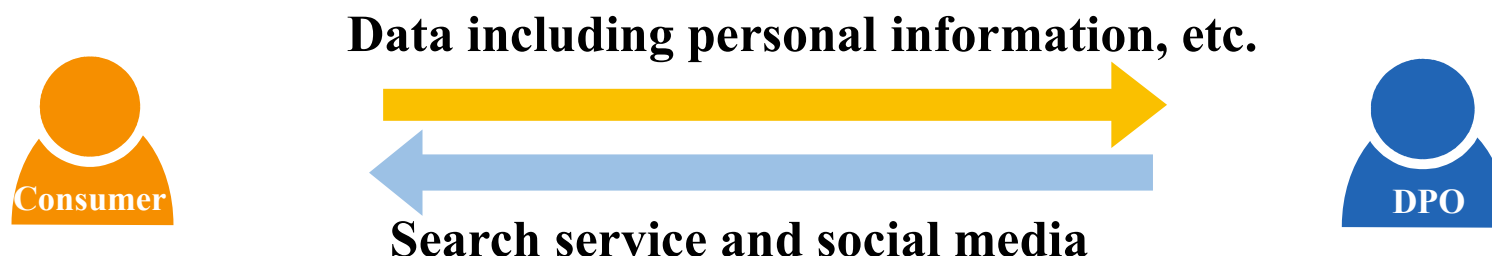 Data including personal information, etc.
Consumer
DPO
Search service and social media